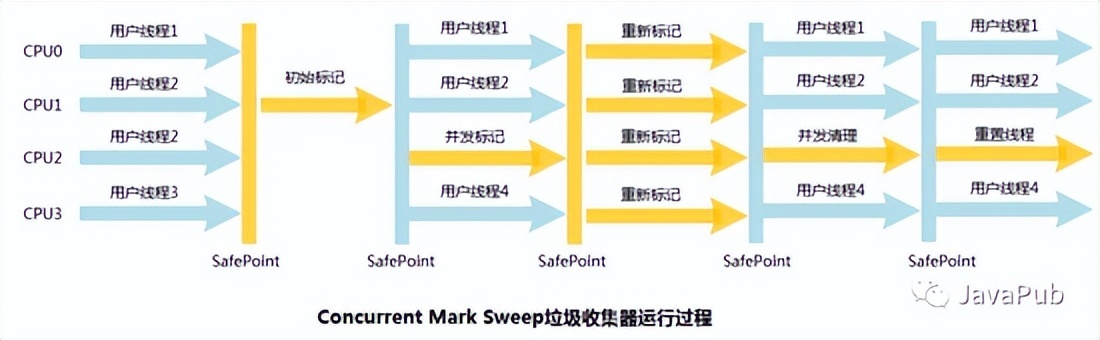 CPU0 用户线程1 用户线程1 重新标记 用户线程1 用户线程1
初始标记
CPU1 用户线程2 用户线程2 重新标记 用户线程2 用户线程2
CPU2 用户线程2 并发标记 重新标记 并发清理 重置线程
CPU3 用户线程3 用户线程4 重新标记 用户线程4 用户线程4
SafePoint SafePoint SafePoint SafePoint SafePoint
JavaPub
Concurrent Mark Sweep垃圾收集器运行过程